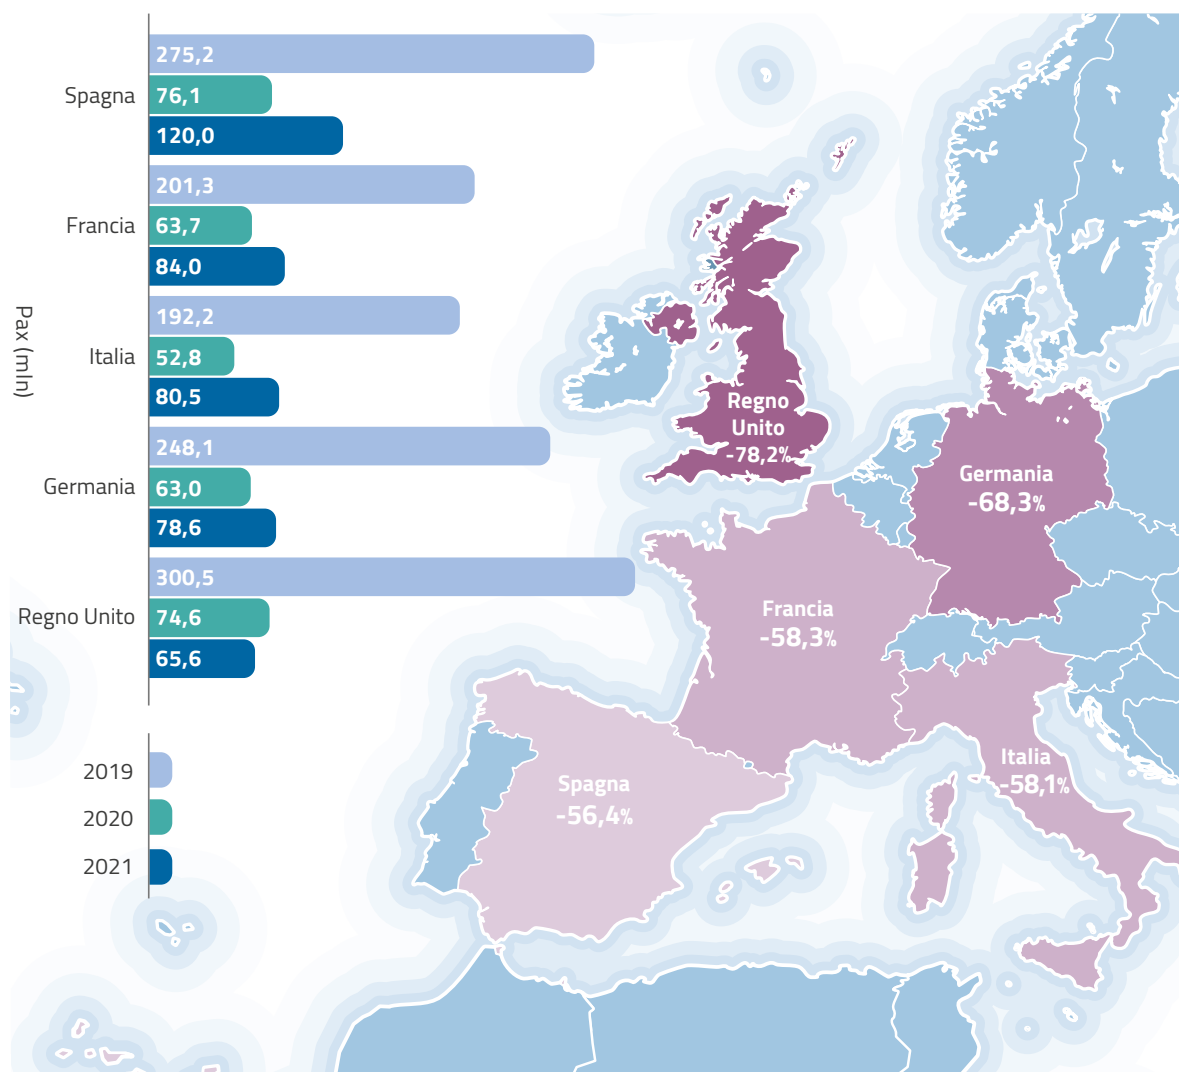 Pax (mln)
Spagna
275,2
76,1
120,0
Francia
201,3
63,7
84,0
Italia
192,2
52,8
80,5
Germania
248,1
63,0
78,6
Regno Unito
300,5
74,6
65,6
2019
2020
2021
Regno
Unito
-78,2%
Germania
-68,3%
Francia
-58,3%
Italia
-58,1%
Spagna
-56,4%